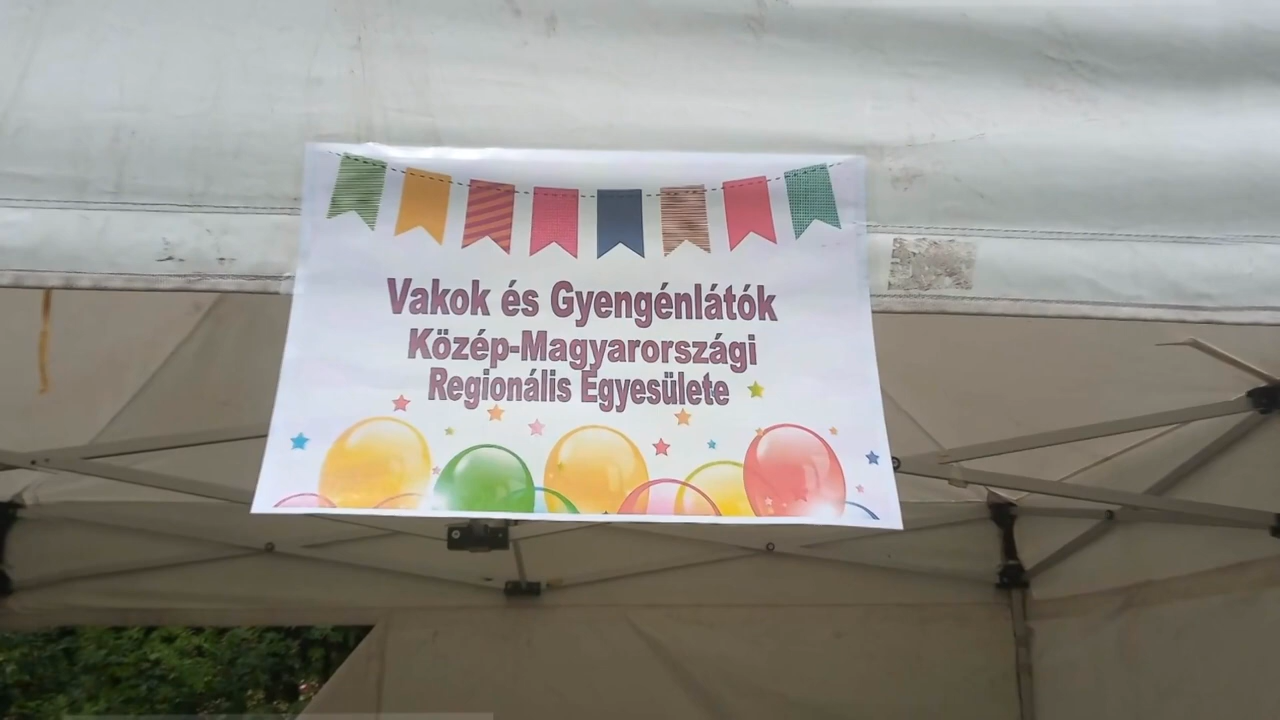 Vakok és Gyengénlátók
Közép-Magyarországi
Regionális Egyesülete